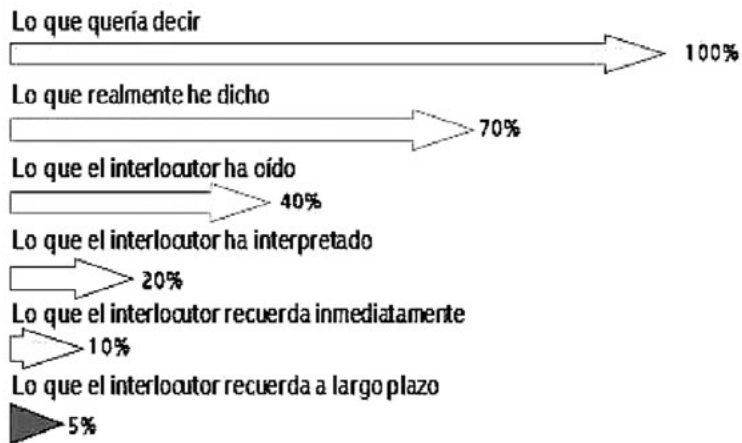 Lo que quería decir
100%
Lo que realmente he dicho
70%
Lo que el interlocutor ha oído
40%
Lo que el interlocutor ha interpretado
20%
Lo que el interlocutor recuerda inmediatamente
10%
Lo que el interlocutor recuerda a largo plazo
5%